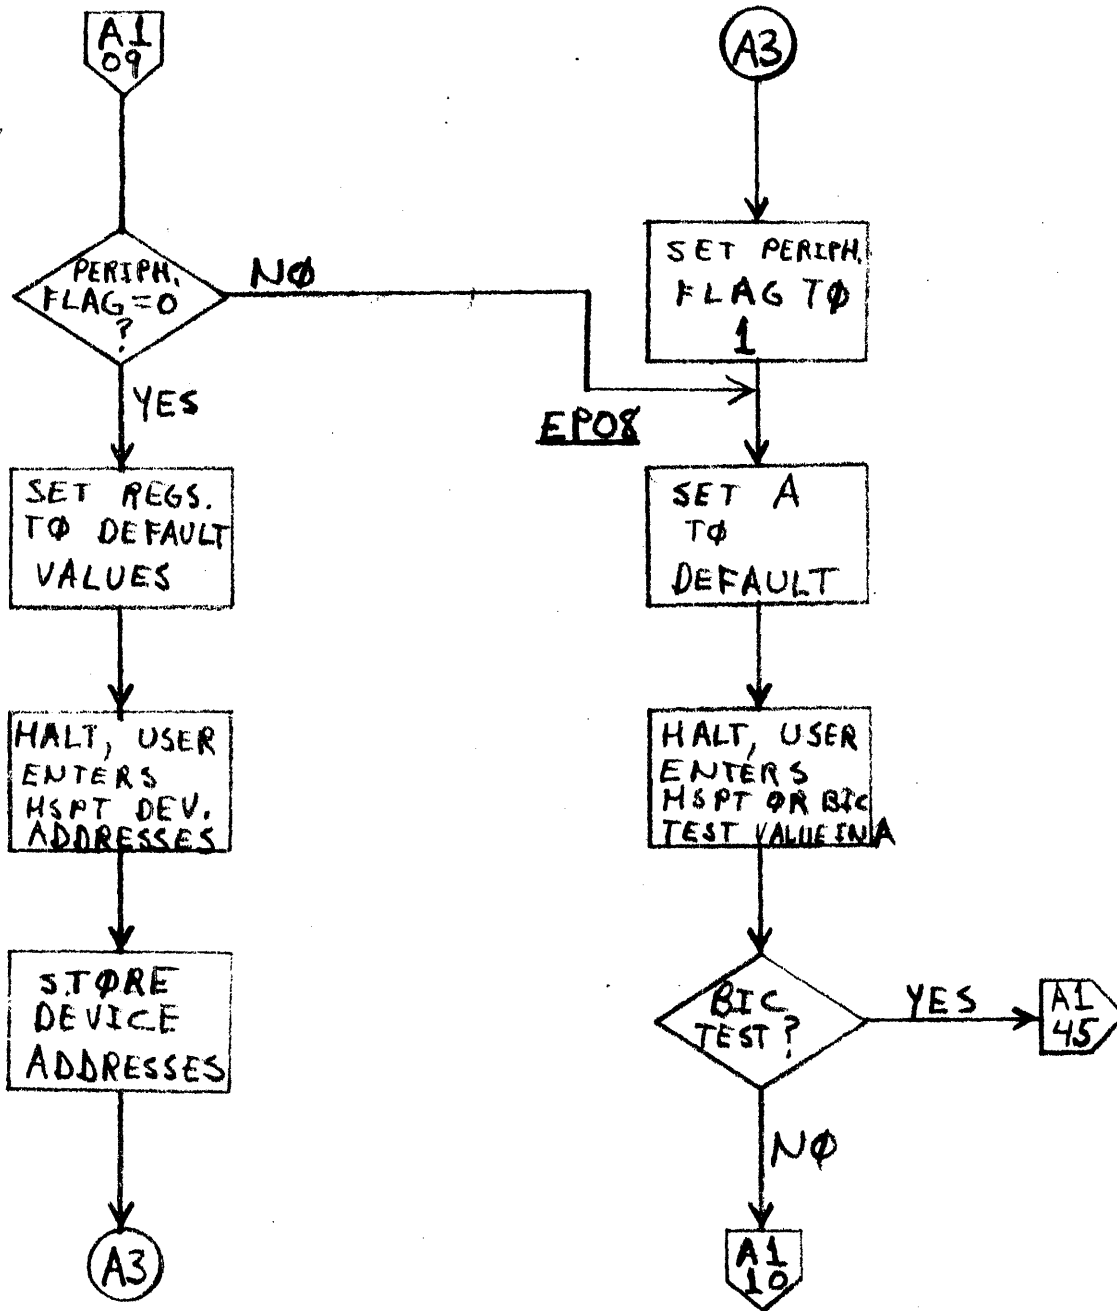 A1
09
PERIPH.
FLAG=0
?
NØ
YES
SET REGS.
TØ DEFAULT
VALUES
HALT, USER
ENTERS
HSPT DEV.
ADDRESSES
STØRE
DEVICE
ADDRESSES
A3
A3
SET PERIPH.
FLAG TØ
1
EP08
SET A
TØ
DEFAULT
HALT, USER
ENTERS
HSPT ØR BIC
TEST VALUE IN A
BIC
TEST?
YES
A1
45
NØ
A1
10